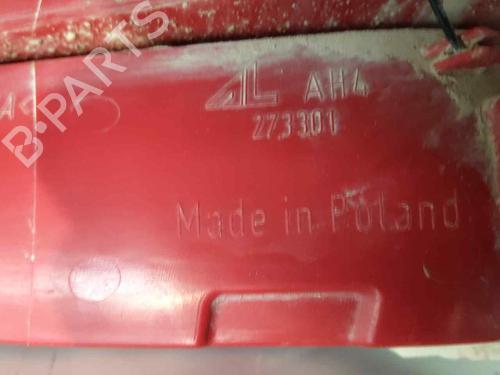 AL AH4
273301
Made in Poland
B-PARTS